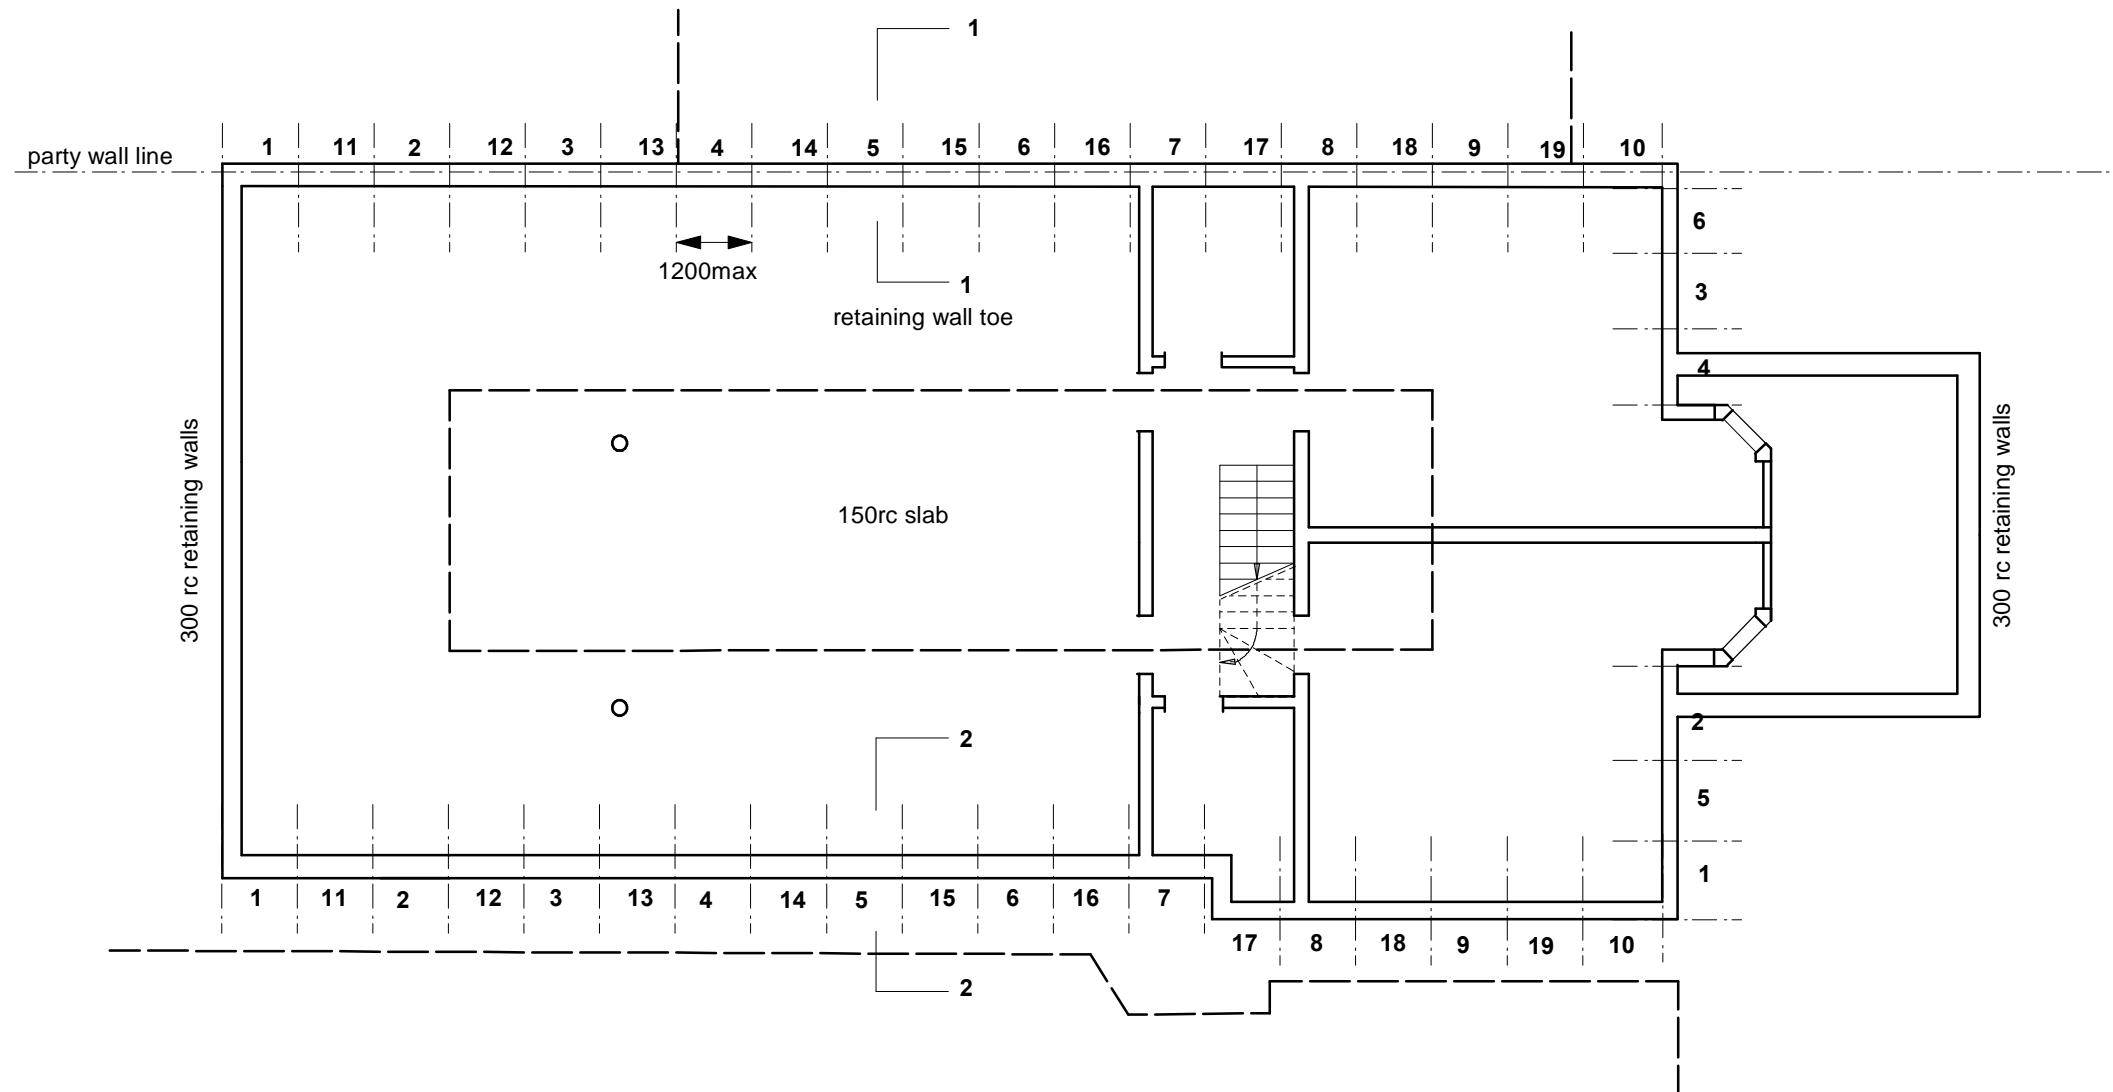 1
party wall line
1 11 2 12 3 13 4 14 5 15 6 16 7 17 8 18 9 19 10
6
1200max
1
3
retaining wall toe
4
300 rc retaining walls
150rc slab
300 rc retaining walls
2
2
5
1
1 11 2 12 3 13 4 14 5 15 6 16 7
17 8 18 9 19 10
2